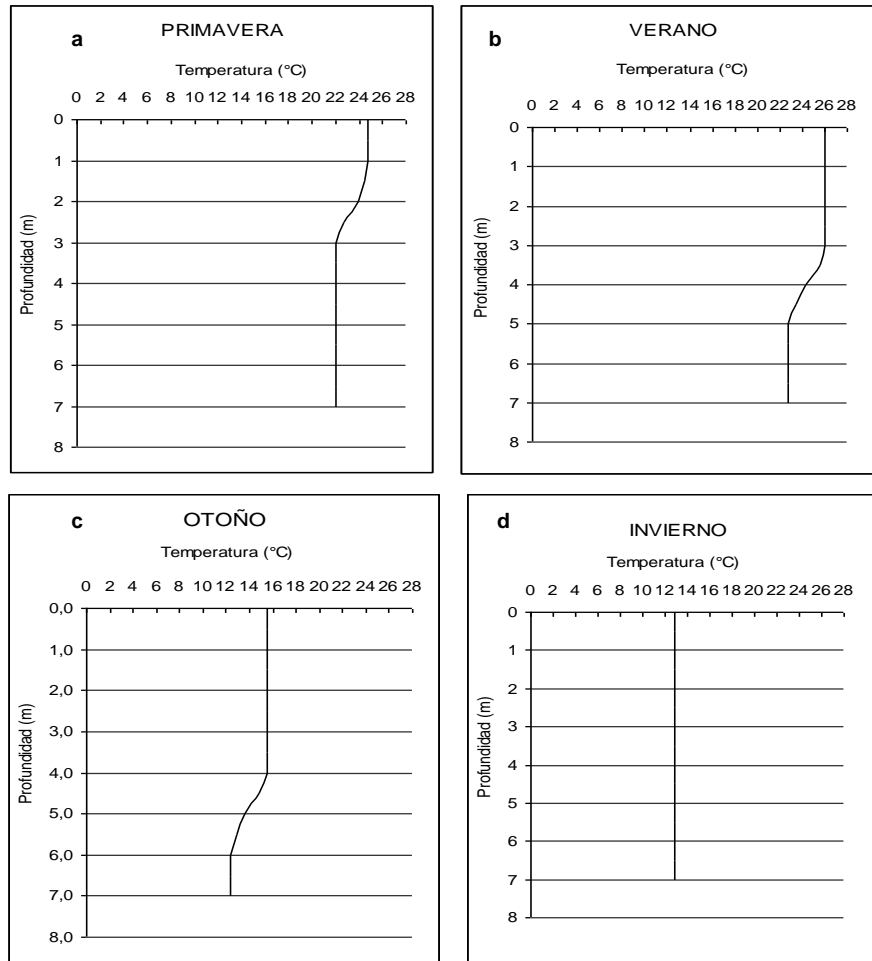 a PRIMAVERA
Temperatura (°C)
0 2 4 6 8 10 12 14 16 18 20 22 24 26 28
0
1
2
3
4
5
6
7
8
Profundidad (m)
b VERANO
Temperatura (°C)
0 2 4 6 8 10 12 14 16 18 20 22 24 26 28
0
1
2
3
4
5
6
7
8
Profundidad (m)
c OTOÑO
Temperatura (°C)
0 2 4 6 8 10 12 14 16 18 20 22 24 26 28
0,0
1,0
2,0
3,0
4,0
5,0
6,0
7,0
8,0
Profundidad (m)
d INVIERNO
Temperatura (°C)
0 2 4 6 8 10 12 14 16 18 20 22 24 26 28
0
1
2
3
4
5
6
7
8
Profundidad (m)